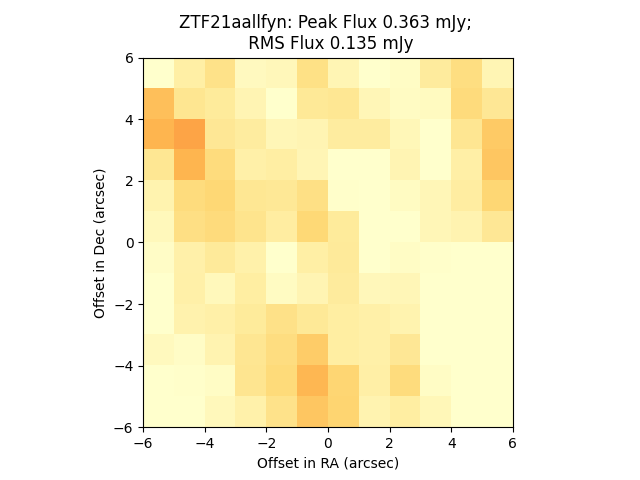 ZTF21aallfyn: Peak Flux 0.363 mJy;
RMS Flux 0.135 mJy
6
4
2
0
−2
−4
−6
Offset in Dec (arcsec)
−6 −4 −2 0 2 4 6
Offset in RA (arcsec)